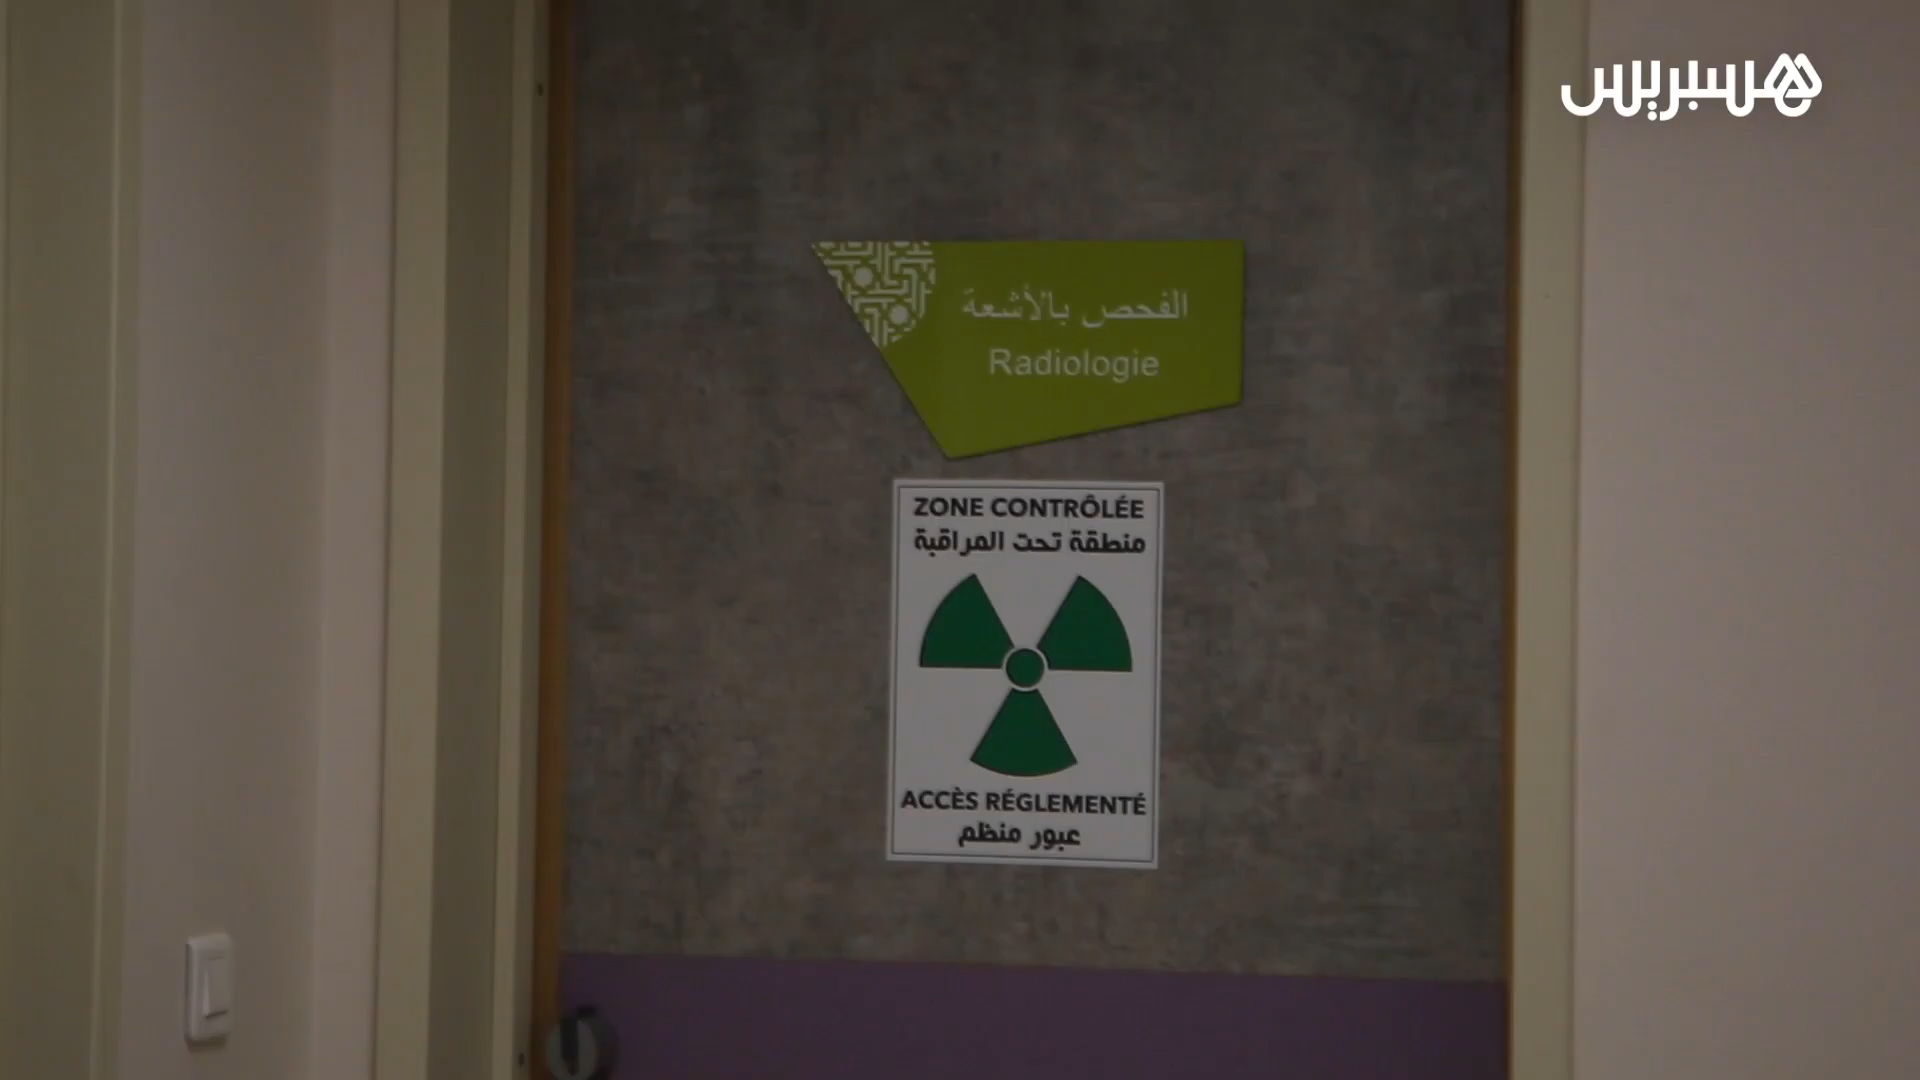 هسبريس
الفحص بالأشعة
Radiologie
ZONE CONTRÔLÉE
منطقة تحت المراقبة
ACCÈS RÉGLEMENTÉ
عبور منظم